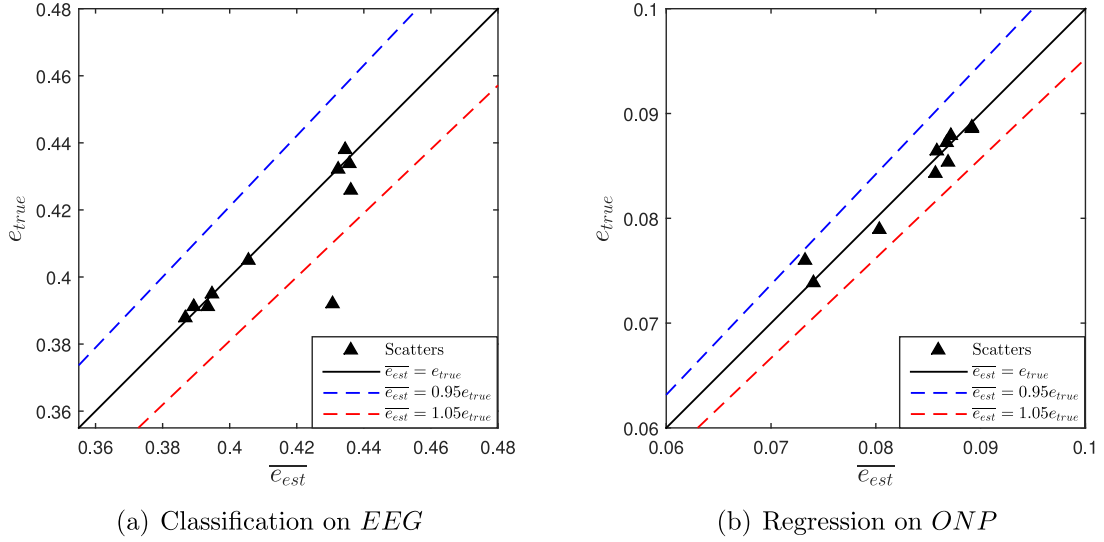 0.48
0.46
0.44
0.42
0.4
0.38
0.36
e_true
0.36 0.38 0.4 0.42 0.44 0.46 0.48
e_est
Scatters
e_est = e_true
e_est = 0.95e_true
e_est = 1.05e_true
(a) Classification on EEG
0.1
0.09
0.08
0.07
0.06
e_true
0.06 0.07 0.08 0.09 0.1
e_est
Scatters
e_est = e_true
e_est = 0.95e_true
e_est = 1.05e_true
(b) Regression on ONP